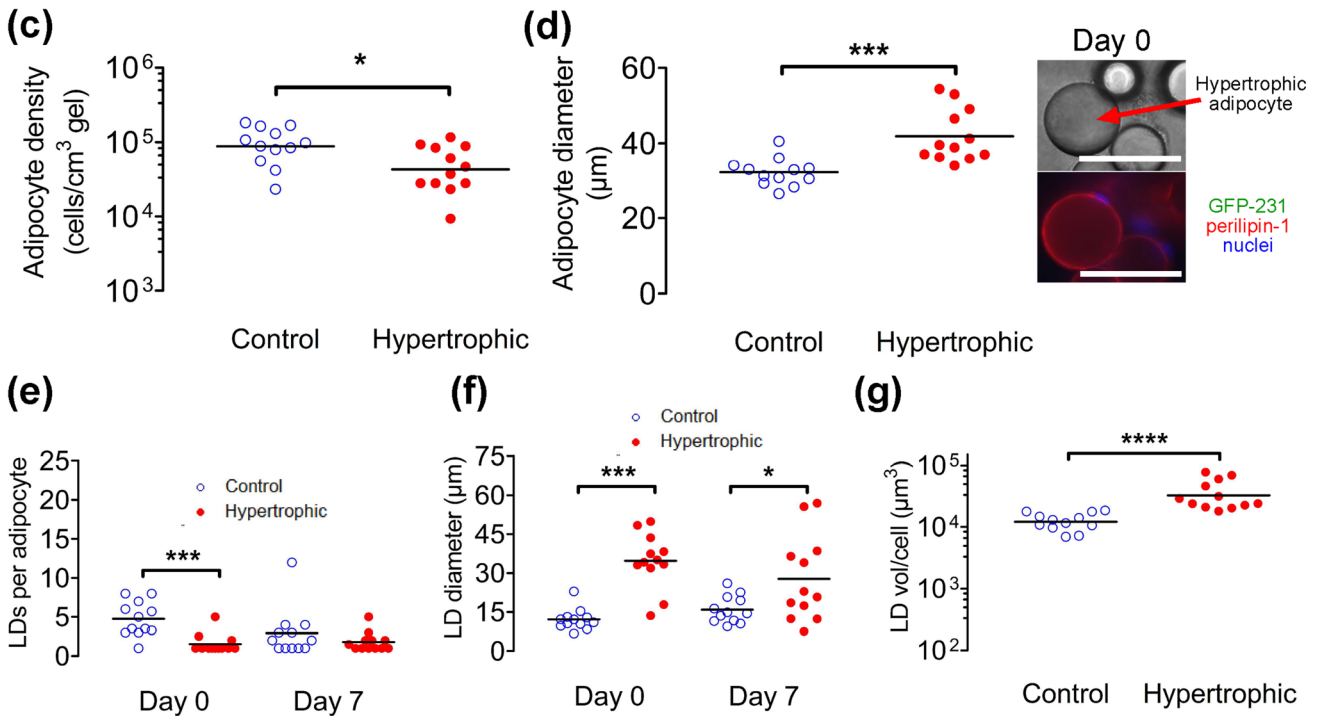 (c)
Adipocyte density
(cells/cm³ gel)
10⁶
10⁵
10⁴
10³
*
Control
Hypertrophic
(d)
Adipocyte diameter
(µm)
60
40
20
0
***
Control
Hypertrophic
Day 0
Hypertrophic
adipocyte
GFP-231
perilipin-1
nuclei
(e)
LDs per adipocyte
25
20
15
10
5
0
Control
Hypertrophic
***
Day 0
Day 7
(f)
LD diameter (µm)
75
60
45
30
15
0
Control
Hypertrophic
***
*
Day 0
Day 7
(g)
LD vol/cell (µm³)
10⁵
10⁴
10³
10²
****
Control
Hypertrophic